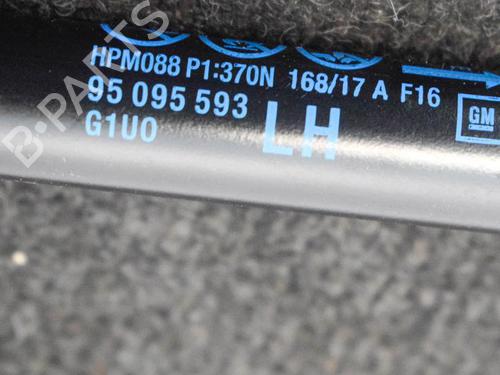 HPM088 P1:370N 168/17 A F16
95 095 593
G1U0
LH
GM
B-PARTS